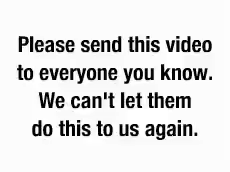 Please send this video
to everyone you know.
We can't let them
do this to us again.